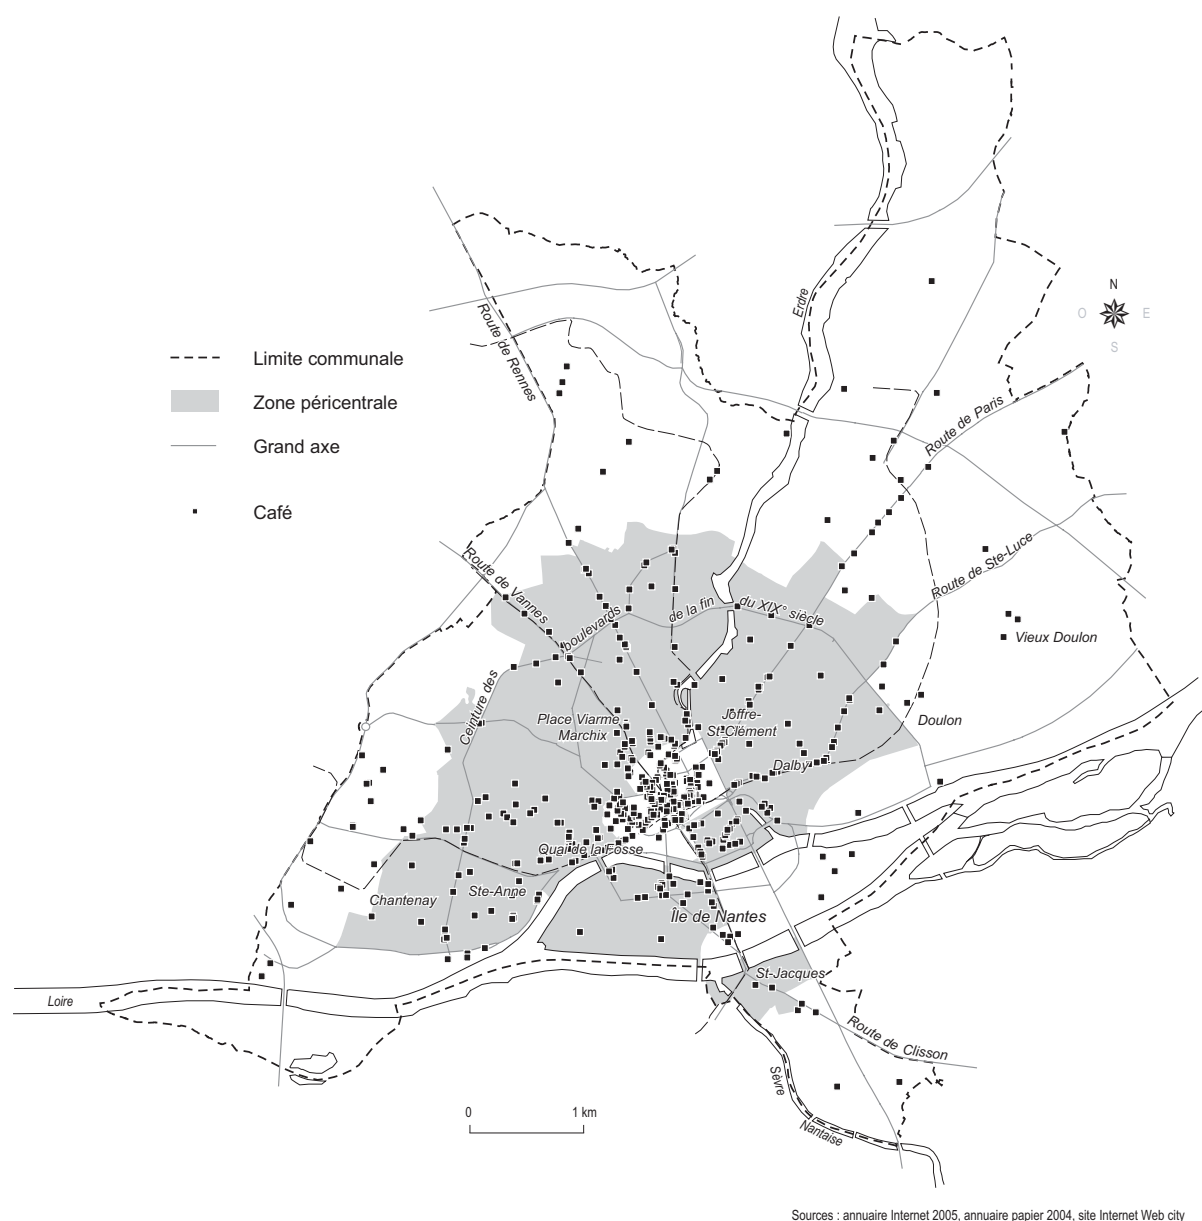 Erdre
N
O
E
S
Route de Rennes
Limite communale
Zone péricentrale
Grand axe
Café
Route de Paris
Route de Vannes
Route de Ste-Luce
Ceinture des
boulevards
de la fin
du XIX° siècle
Vieux Doulon
Place Viarme -
Marchix
Joffre-
St-Clément
Doulon
Dalby
Quai de la Fosse
Chantenay
Ste-Anne
Île de Nantes
St-Jacques
Loire
Route de Clisson
Sèvre
Nantaise
0
1 km
Sources : annuaire Internet 2005, annuaire papier 2004, site Internet Web city